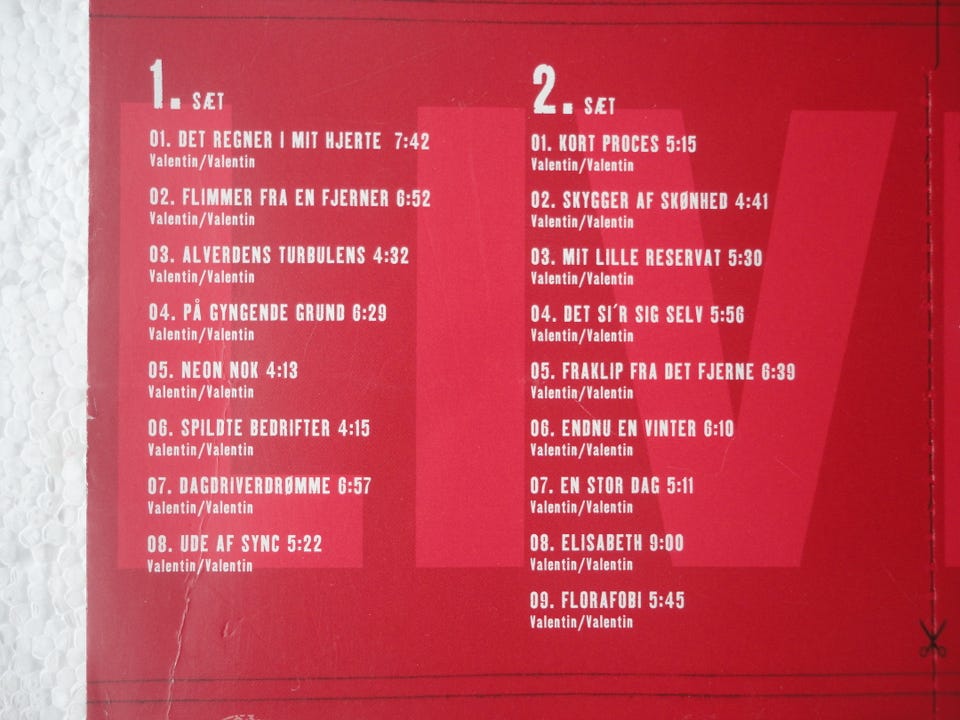 1. SÆT
01. DET REGNER I MIT HJERTE 7:42
Valentin/Valentin
02. FLIMMER FRA EN FJERNER 6:52
Valentin/Valentin
03. ALVERDENS TURBULENS 4:32
Valentin/Valentin
04. PÅ GYNGENDE GRUND 6:29
Valentin/Valentin
05. NEON NOK 4:13
Valentin/Valentin
06. SPILDTE BEDRIFTER 4:15
Valentin/Valentin
07. DAGDRIVERDRØMME 6:57
Valentin/Valentin
08. UDE AF SYNC 5:22
Valentin/Valentin
2. SÆT
01. KORT PROCES 5:15
Valentin/Valentin
02. SKYGGER AF SKØNHED 4:41
Valentin/Valentin
03. MIT LILLE RESERVAT 5:30
Valentin/Valentin
04. DET SI´R SIG SELV 5:56
Valentin/Valentin
05. FRAKLIP FRA DET FJERNE 6:39
Valentin/Valentin
06. ENDNU EN VINTER 6:10
Valentin/Valentin
07. EN STOR DAG 5:11
Valentin/Valentin
08. ELISABETH 9:00
Valentin/Valentin
09. FLORAFOBI 5:45
Valentin/Valentin
LIV